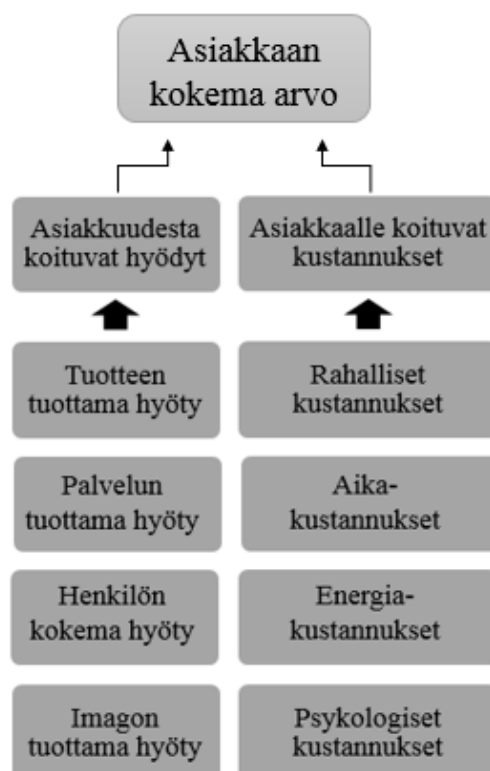 Asiakkaan
kokema arvo
Asiakkuudesta
koituvat hyödyt
Asiakkaalle koituvat
kustannukset
Tuotteen
tuottama hyöty
Rahalliset
kustannukset
Palvelun
tuottama hyöty
Aika-
kustannukset
Henkilön
kokema hyöty
Energia-
kustannukset
Imagon
tuottama hyöty
Psykologiset
kustannukset